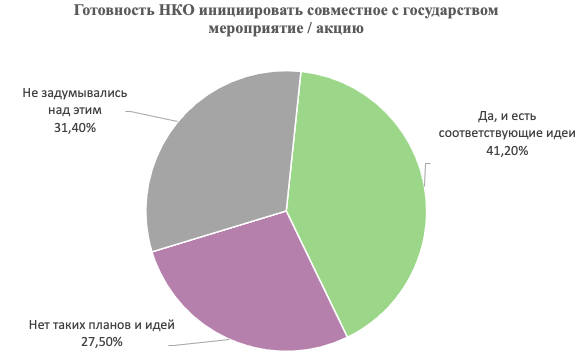 Готовность НКО инициировать совместное с государством
мероприятие / акцию
Не задумывались
над этим
31,40%
Да, и есть
соответствующие идеи
41,20%
Нет таких планов и идей
27,50%